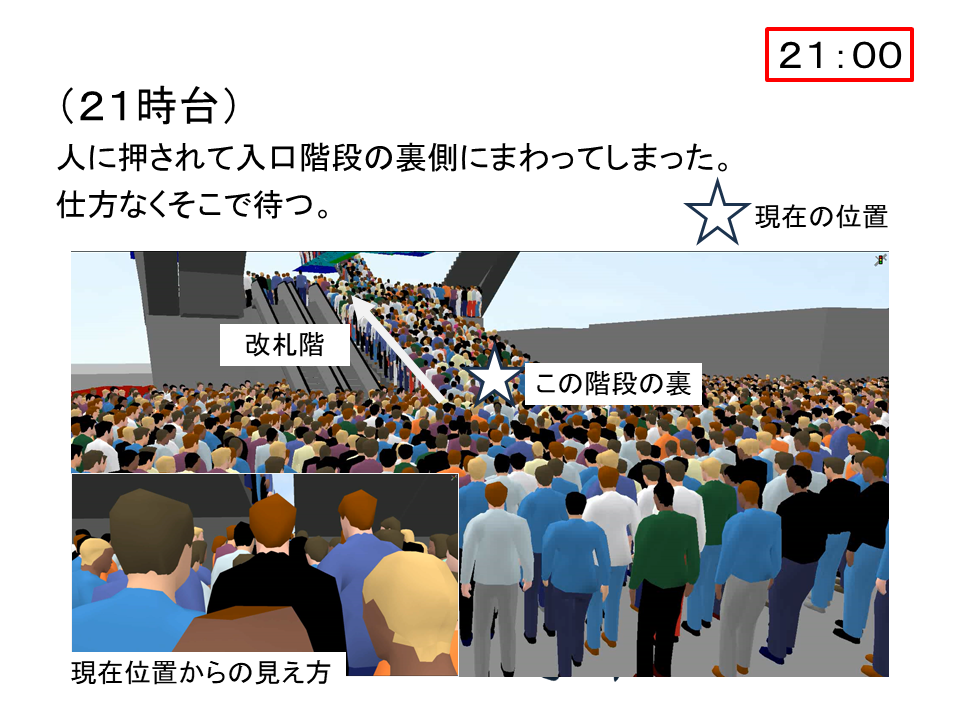 ２１：００
（２１時台）
人に押されて入口階段の裏側にまわってしまった。
仕方なくそこで待つ。
現在の位置
改札階
この階段の裏
現在位置からの見え方